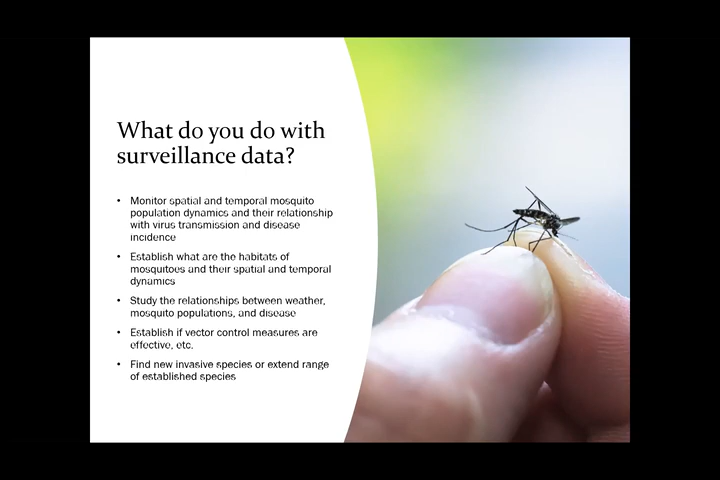 What do you do with
surveillance data?
• Monitor spatial and temporal mosquito
population dynamics and their relationship
with virus transmission and disease
incidence
• Establish what are the habitats of
mosquitoes and their spatial and temporal
dynamics
• Study the relationships between weather,
mosquito populations, and disease
• Establish if vector control measures are
effective, etc.
• Find new invasive species or extend range
of established species